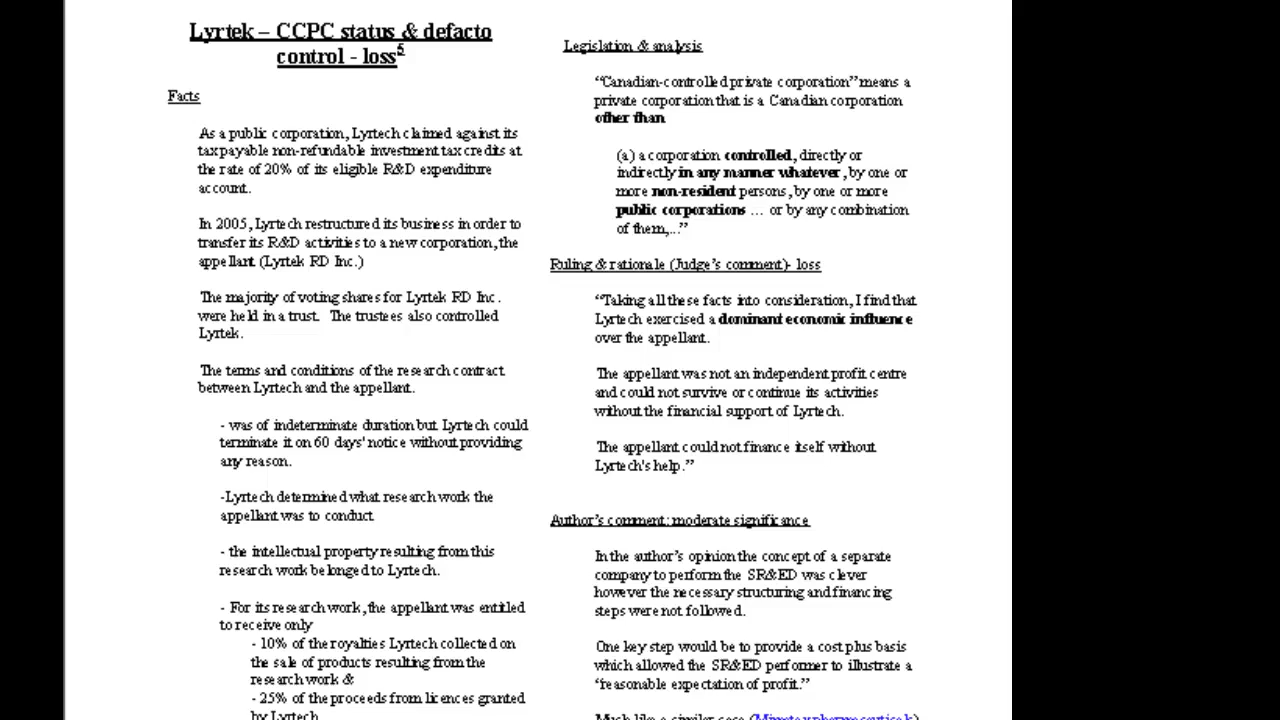 Lyrtek – CCPC status & defacto
control - loss5
Facts
As a public corporation, Lyrtech claimed against its
tax payable non-refundable investment tax credits at
the rate of 20% of its eligible R&D expenditure
account.
In 2005, Lyrtech restructured its business in order to
transfer its R&D activities to a new corporation, the
appellant (Lyrtek RD Inc.)
The majority of voting shares for Lyrtek RD Inc.
were held in a trust. The trustees also controlled
Lyrtek.
The terms and conditions of the research contract
between Lyrtech and the appellant.
- was of indeterminate duration but Lyrtech could
terminate it on 60 days' notice without providing
any reason.
-Lyrtech determined what research work the
appellant was to conduct
- the intellectual property resulting from this
research work belonged to Lyrtech.
- For its research work, the appellant was entitled
to receive only
- 10% of the royalties Lyrtech collected on
the sale of products resulting from the
research work &
- 25% of the proceeds from licences granted
by Lyrtech
Legislation & analysis
“Canadian-controlled private corporation” means a
private corporation that is a Canadian corporation
other than
(a) a corporation controlled, directly or
indirectly in any manner whatever, by one or
more non-resident persons, by one or more
public corporations … or by any combination
of them,...”
Ruling & rationale (Judge’s comment)- loss
“Taking all these facts into consideration, I find that
Lyrtech exercised a dominant economic influence
over the appellant.
The appellant was not an independent profit centre
and could not survive or continue its activities
without the financial support of Lyrtech.
The appellant could not finance itself without
Lyrtech's help.”
Author’s comment: moderate significance
In the author’s opinion the concept of a separate
company to perform the SR&ED was clever
however the necessary structuring and financing
steps were not followed.
One key step would be to provide a cost plus basis
which allowed the SR&ED performer to illustrate a
“reasonable expectation of profit.”
Much like a similar case (